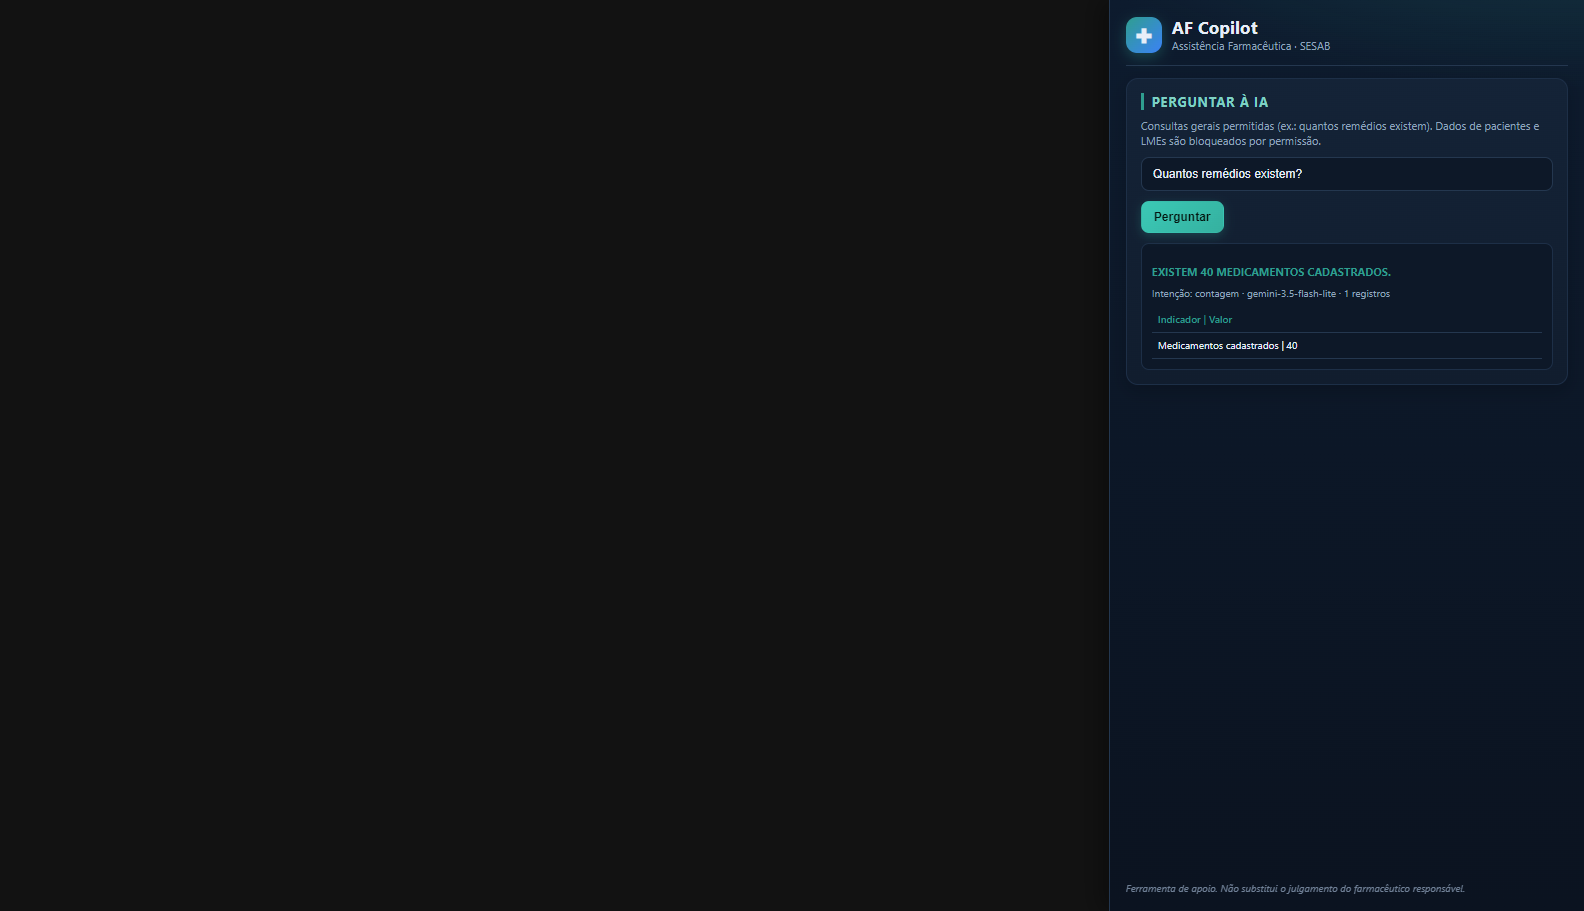 AF Copilot
Assistência Farmacêutica · SESAB
PERGUNTAR À IA
Consultas gerais permitidas (ex.: quantos remédios existem). Dados de pacientes e
LMEs são bloqueados por permissão.
Quantos remédios existem?
Perguntar
EXISTEM 40 MEDICAMENTOS CADASTRADOS.
Intenção: contagem · gemini-3.5-flash-lite · 1 registros
Indicador | Valor
Medicamentos cadastrados | 40
Ferramenta de apoio. Não substitui o julgamento do farmacêutico responsável.